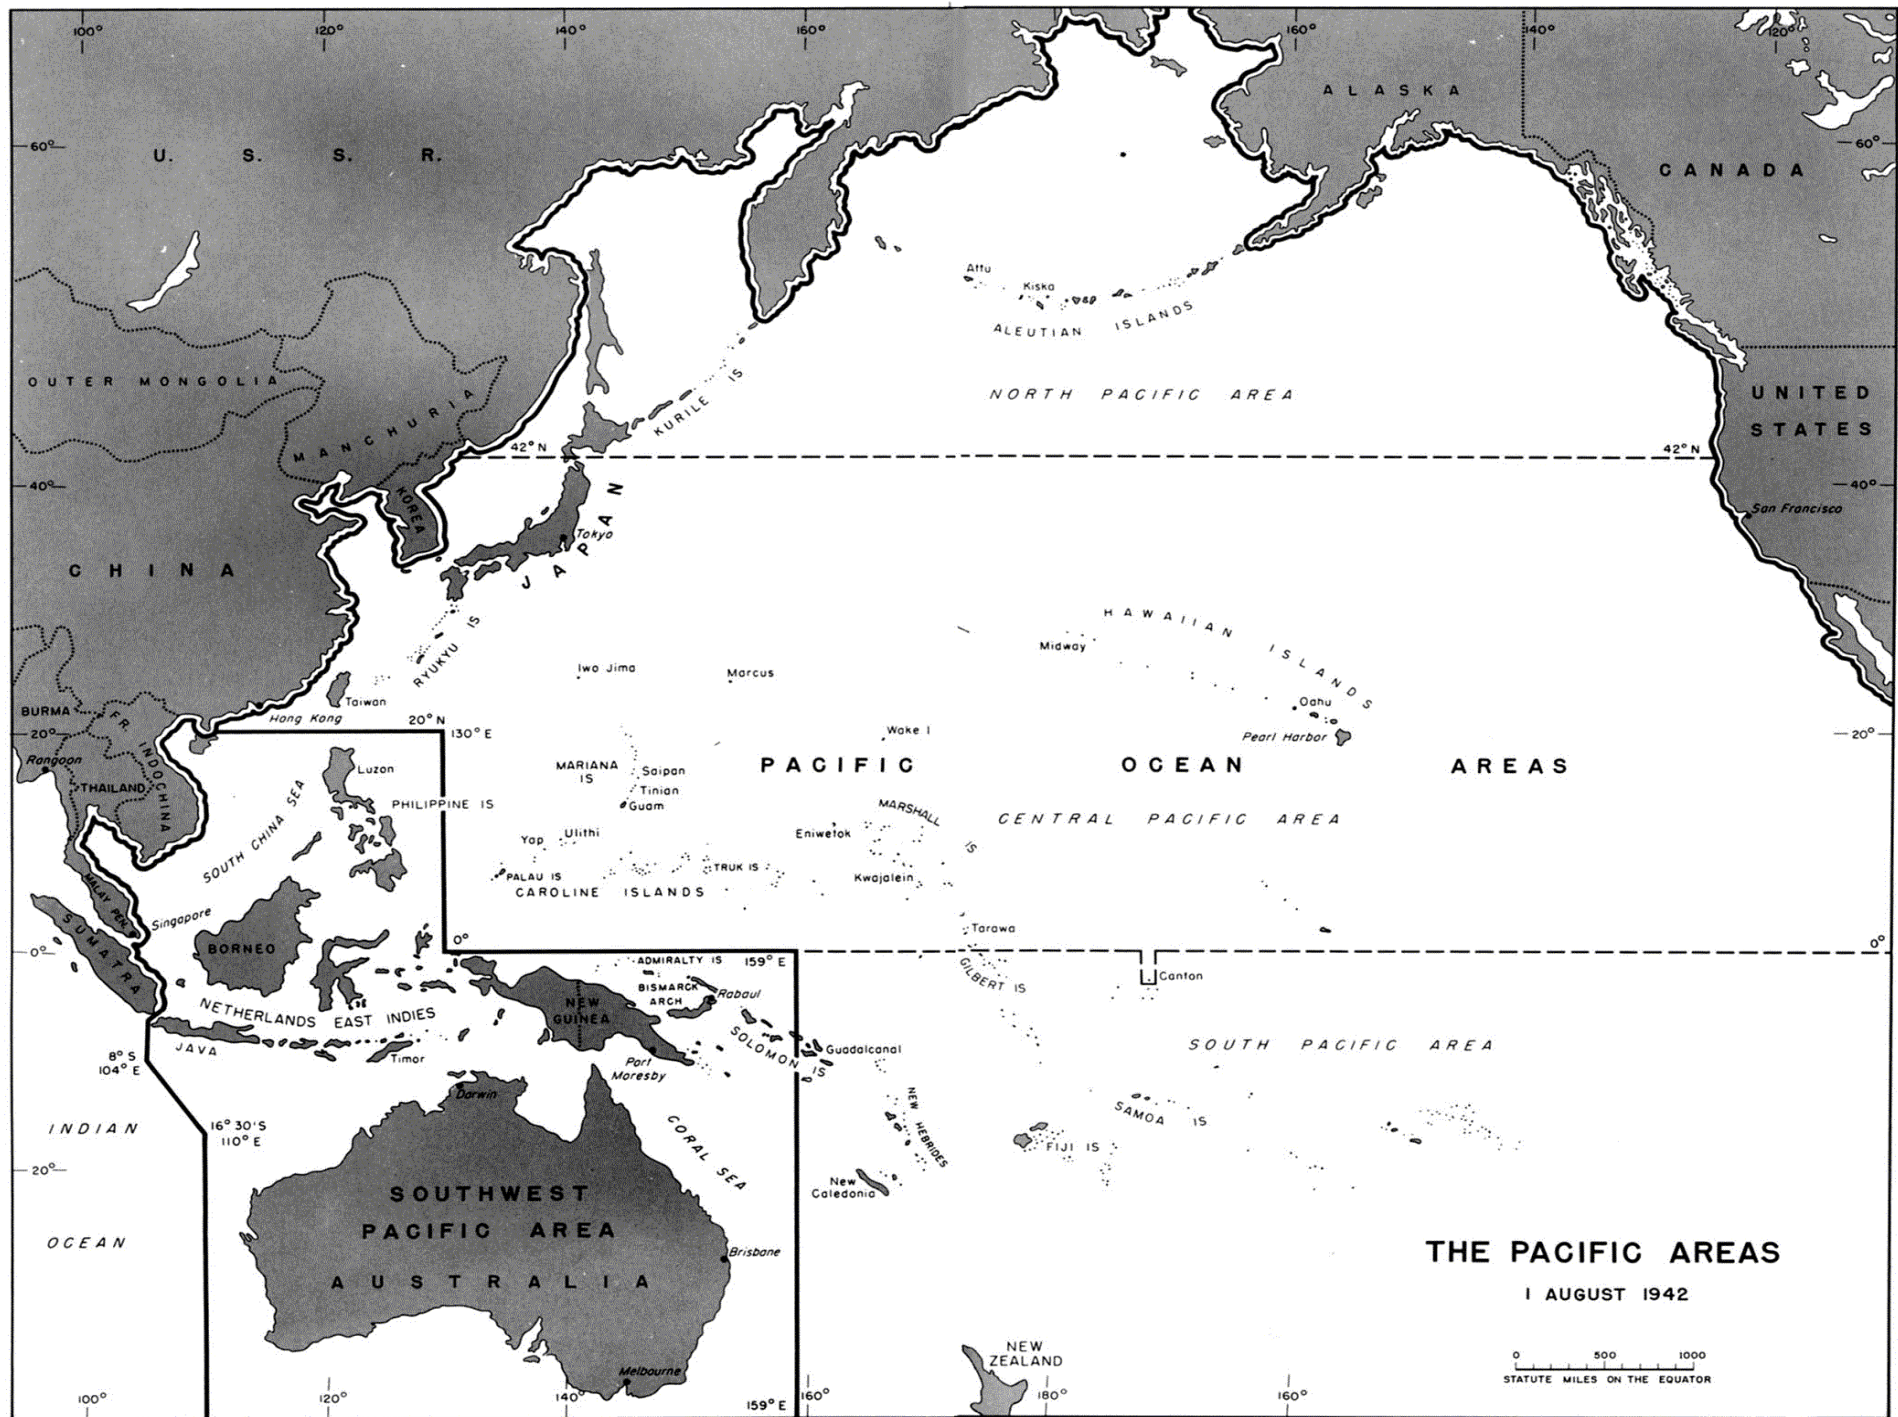 100° 120° 140° 160° 160° 140° 120°
ALASKA
60° U. S. S. R. 60°
CANADA
Attu
Kiska
ALEUTIAN ISLANDS
OUTER MONGOLIA
MANCHURIA
KURILE IS
NORTH PACIFIC AREA
UNITED
STATES
42° N 42° N
40° 40°
KOREA
San Francisco
Tokyo
JAPAN
CHINA
HAWAIIAN ISLANDS
RYUKYU IS
Midway
Iwo Jima Marcus
Taiwan
Oahu
BURMA
FR. INDOCHINA
Hong Kong
20° N
130° E
20° 20°
Wake I
Pearl Harbor
Rangoon
Luzon
MARIANA
IS
Saipan
PACIFIC OCEAN AREAS
THAILAND
Tinian
SOUTH CHINA SEA
PHILIPPINE IS
Guam
MARSHALL IS
CENTRAL PACIFIC AREA
Yap Ulithi
Eniwetok
PALAU IS
TRUK IS
Kwajalein
CAROLINE ISLANDS
MALAY PEN.
Singapore
SUMATRA
BORNEO
Tarawa
0° 0° 0°
ADMIRALTY IS
159° E
GILBERT IS
Canton
BISMARCK
ARCH
Rabaul
NETHERLANDS EAST INDIES
NEW
GUINEA
JAVA
Timor
SOLOMON IS
Guadalcanal
SOUTH PACIFIC AREA
8° S
104° E
Port
Moresby
Darwin
NEW HEBRIDES
SAMOA IS
INDIAN
16° 30'S
110° E
CORAL SEA
FIJI IS
20°
New
Caledonia
SOUTHWEST
PACIFIC AREA
OCEAN
Brisbane
AUSTRALIA
THE PACIFIC AREAS
1 AUGUST 1942
NEW
ZEALAND
0 500 1000
STATUTE MILES ON THE EQUATOR
Melbourne
100° 120° 140° 159° E 160° 180° 160°